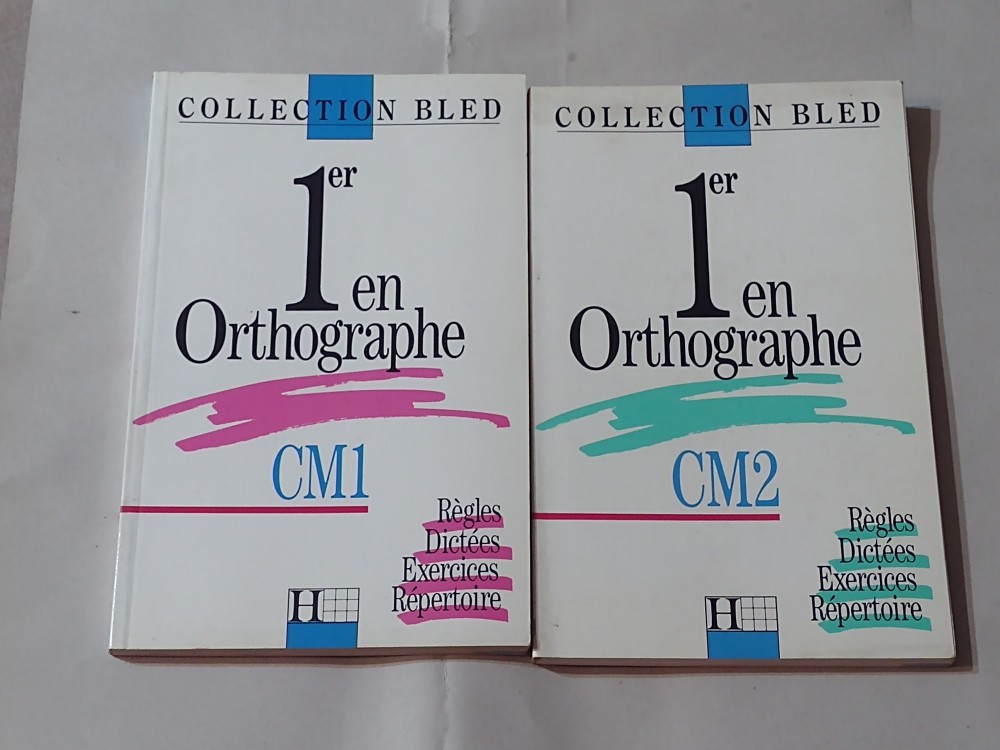 COLLECTION BLED
1er
en
Orthographe
CM1
Règles
Dictées
Exercices
Répertoire
H
COLLECTION BLED
1er
en
Orthographe
CM2
Règles
Dictées
Exercices
Répertoire
H